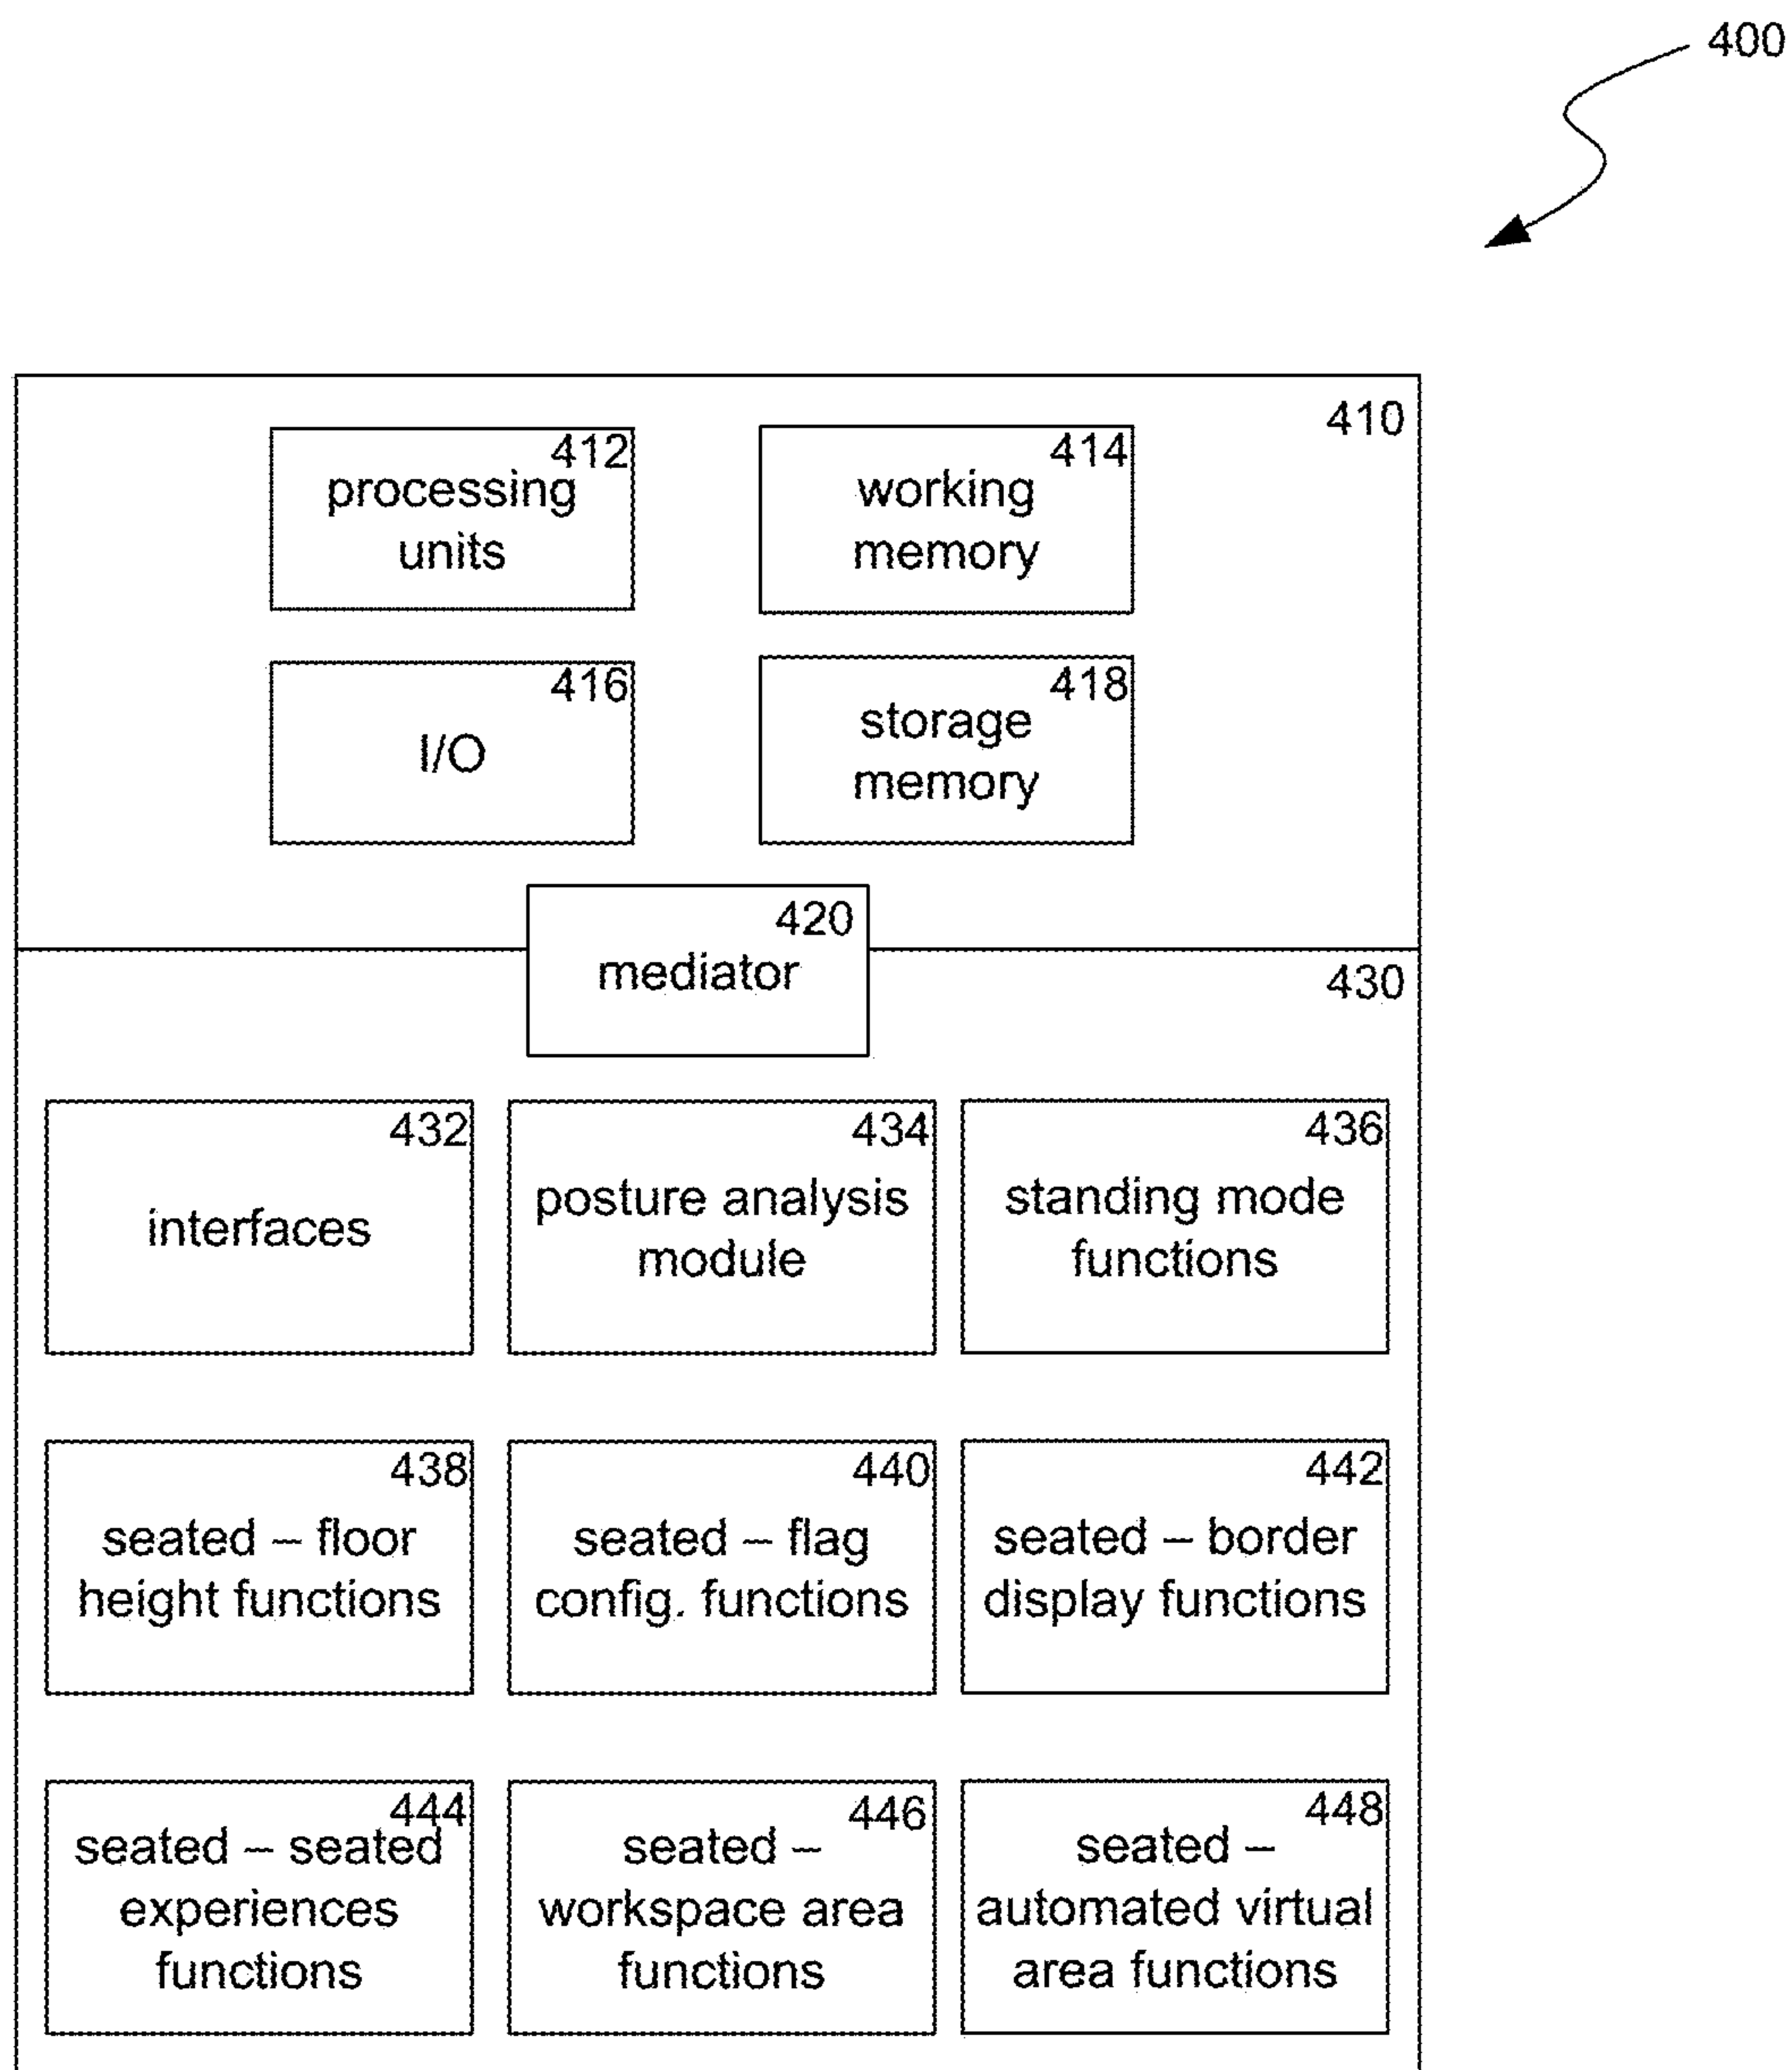 400
410
412
processing
units
414
working
memory
416
I/O
418
storage
memory
420
mediator
430
432
interfaces
434
posture analysis
module
436
standing mode
functions
438
seated – floor
height functions
440
seated – flag
config. functions
442
seated – border
display functions
444
seated – seated
experiences
functions
446
seated –
workspace area
functions
448
seated –
automated virtual
area functions